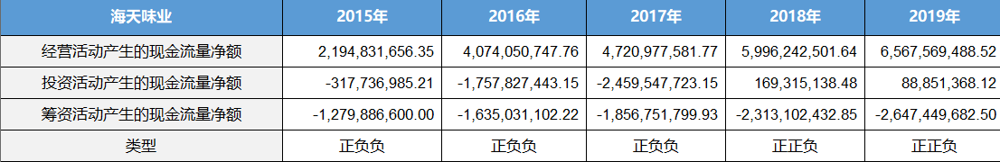 海天味业 2015年 2016年 2017年 2018年 2019年
经营活动产生的现金流量净额 2,194,831,656.35 4,074,050,747.76 4,720,977,581.77 5,996,242,501.64 6,567,569,488.52
投资活动产生的现金流量净额 -317,736,985.21 -1,757,827,443.15 -2,459,547,723.15 169,315,138.48 88,851,368.12
筹资活动产生的现金流量净额 -1,279,886,600.00 -1,635,031,102.22 -1,856,751,799.93 -2,313,102,432.85 -2,647,449,682.50
类型 正负负 正负负 正负负 正正负 正正负